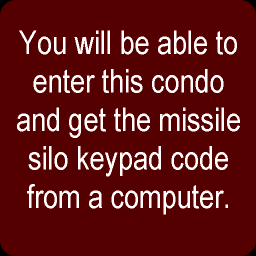 You will be able to
enter this condo
and get the missile
silo keypad code
from a computer.